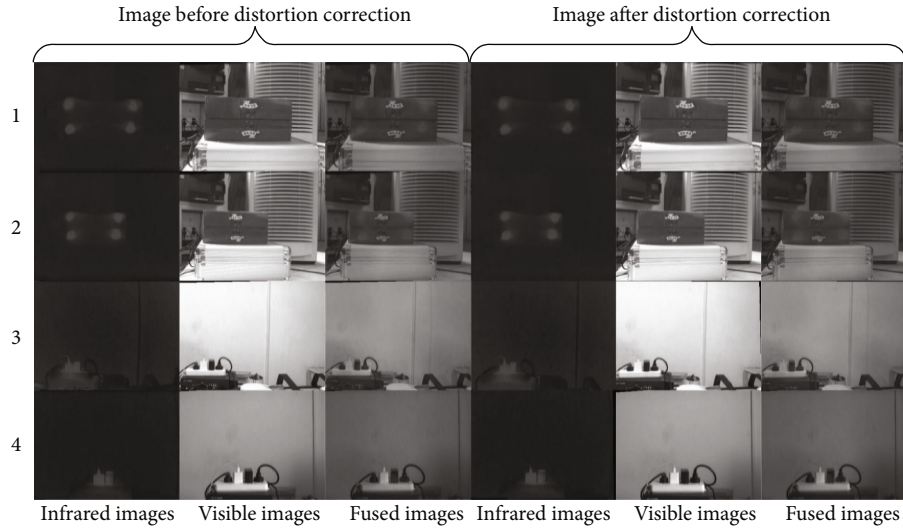 Image before distortion correction
Image after distortion correction
1
2
3
4
Infrared images
Visible images
Fused images
Infrared images
Visible images
Fused images